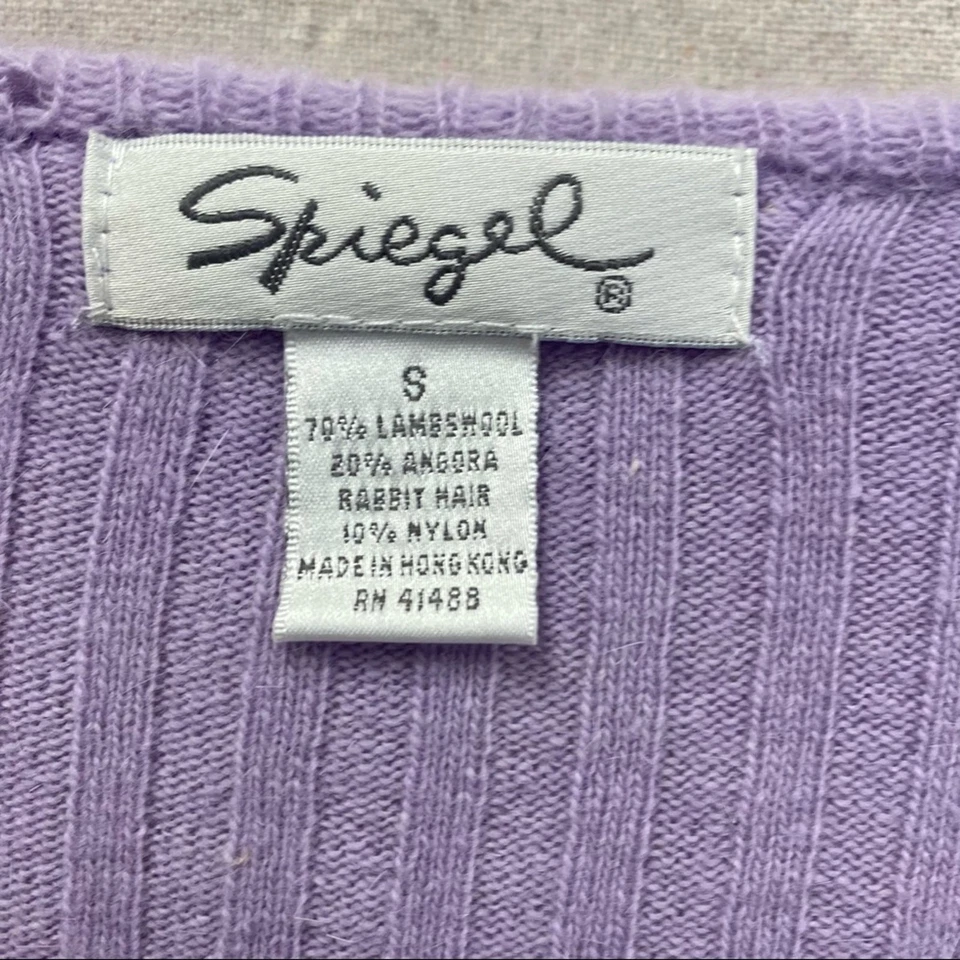 Spiegel ®
S
70% LAMBSWOOL
20% ANGORA
RABBIT HAIR
10% NYLON
MADE IN HONG KONG
RN 41488